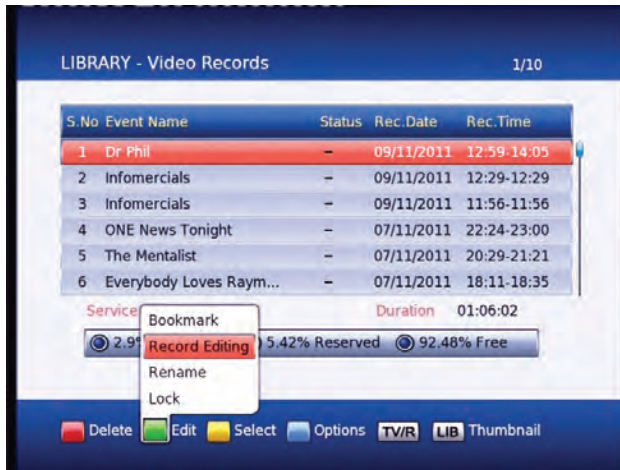 LIBRARY - Video Records 1/10
S.No Event Name Status Rec.Date Rec.Time
1 Dr Phil - 09/11/2011 12:59-14:05
2 Infomercials - 09/11/2011 12:29-12:29
3 Infomercials - 09/11/2011 11:56-11:56
4 ONE News Tonight - 07/11/2011 22:24-23:00
5 The Mentalist - 07/11/2011 20:29-21:21
6 Everybody Loves Raym... - 07/11/2011 18:11-18:35
Service Duration 01:06:02
Bookmark
2.9 5.42% Reserved 92.48% Free
Record Editing
Rename
Lock
Delete Edit Select Options TV/R LIB Thumbnail